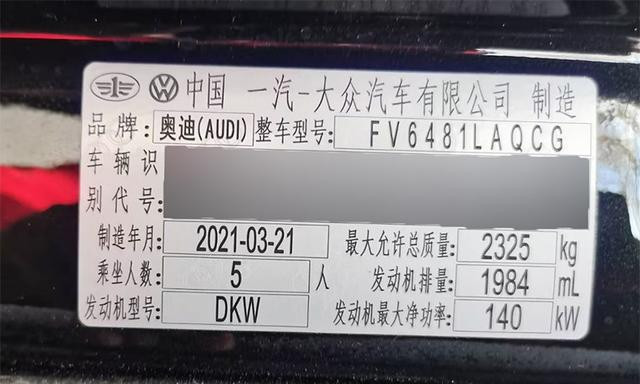 中国 一汽-大众汽车有限公司 制造
品牌: 奥迪(AUDI) 整车型号: FV6481LAQCG
车辆识
别代号:
制造年月: 2021-03-21 最大允许总质量: 2325 kg
乘坐人数: 5 人 发动机排量: 1984 mL
发动机型号: DKW 发动机最大净功率: 140 kW